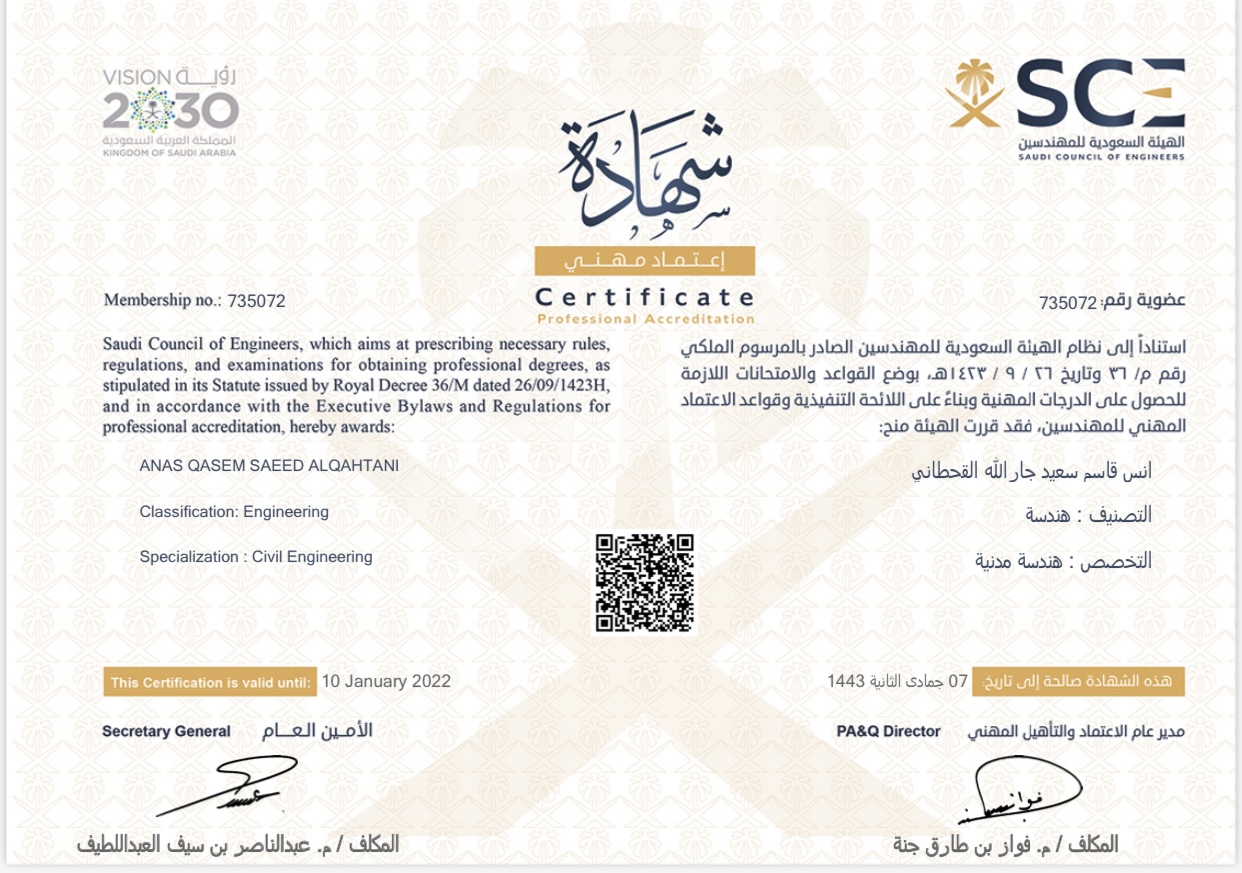 VISION رؤيـــة
2030
المملكة العربية السعودية
KINGDOM OF SAUDI ARABIA
SCE
الهيئة السعودية للمهندسين
SAUDI COUNCIL OF ENGINEERS
شهادة
إعـتـمـاد مـهـنـي
Certificate
Professional Accreditation
Membership no.: 735072
عضوية رقم: 735072
Saudi Council of Engineers, which aims at prescribing necessary rules,
regulations, and examinations for obtaining professional degrees, as
stipulated in its Statute issued by Royal Decree 36/M dated 26/09/1423H,
and in accordance with the Executive Bylaws and Regulations for
professional accreditation, hereby awards:
استناداً إلى نظام الهيئة السعودية للمهندسين الصادر بالمرسوم الملكي
رقم م/ ٣٦ وتاريخ ٢٦ / ٩ / ١٤٢٣هـ، بوضع القواعد والامتحانات اللازمة
للحصول على الدرجات المهنية وبناءً على اللائحة التنفيذية وقواعد الاعتماد
المهني للمهندسين، فقد قررت الهيئة منح:
ANAS QASEM SAEED ALQAHTANI
Classification: Engineering
Specialization : Civil Engineering
انس قاسم سعيد جارالله القحطاني
التصنيف : هندسة
التخصص : هندسة مدنية
This Certification is valid until: 10 January 2022
هذه الشهادة صالحة إلى تاريخ: 07 جمادى الثانية 1443
Secretary General الأمـين العـــام
PA&Q Director مدير عام الاعتماد والتأهيل المهني
المكلف / م. عبدالناصر بن سيف العبداللطيف
المكلف / م. فواز بن طارق جنة